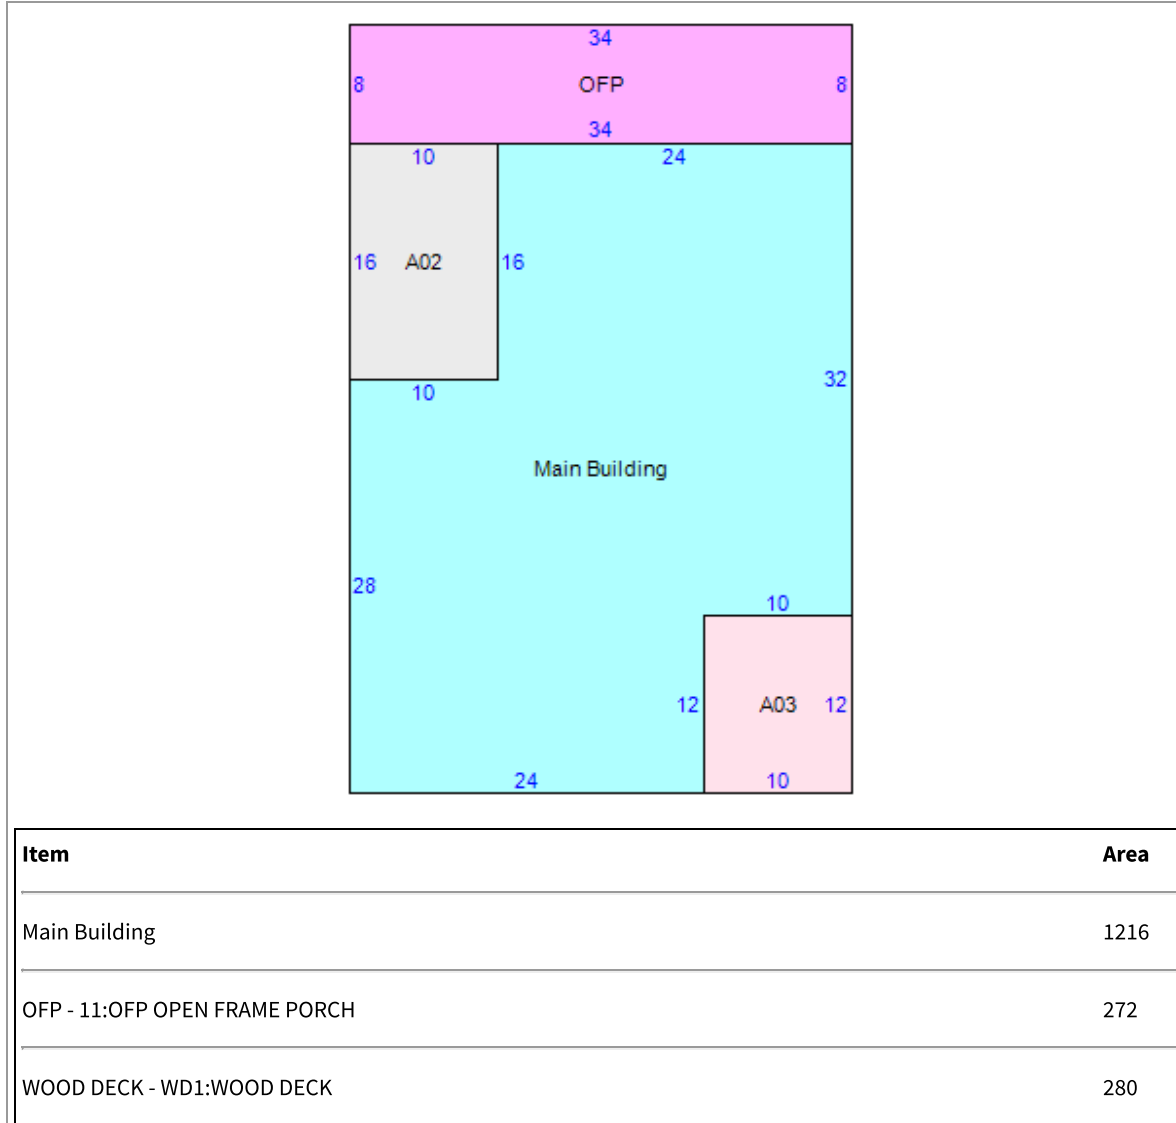 34
8 OFP 8
34
10 24
16 A02 16
32
10
Main Building
28
10
12 A03 12
24 10
Item Area
Main Building 1216
OFP - 11:OFP OPEN FRAME PORCH 272
WOOD DECK - WD1:WOOD DECK 280